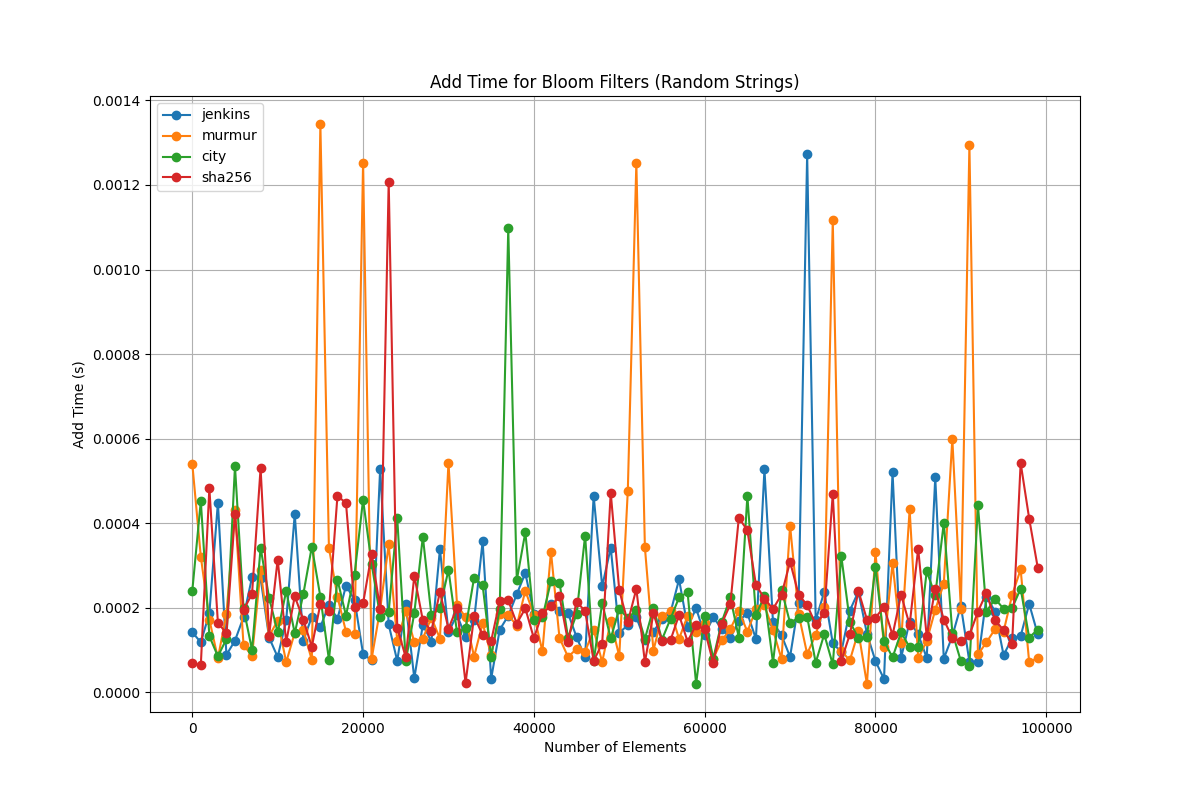 Add Time for Bloom Filters (Random Strings)
0.0014
0.0012
0.0010
0.0008
0.0006
0.0004
0.0002
0.0000
Add Time (s)
jenkins
murmur
city
sha256
0
20000
40000
60000
80000
100000
Number of Elements